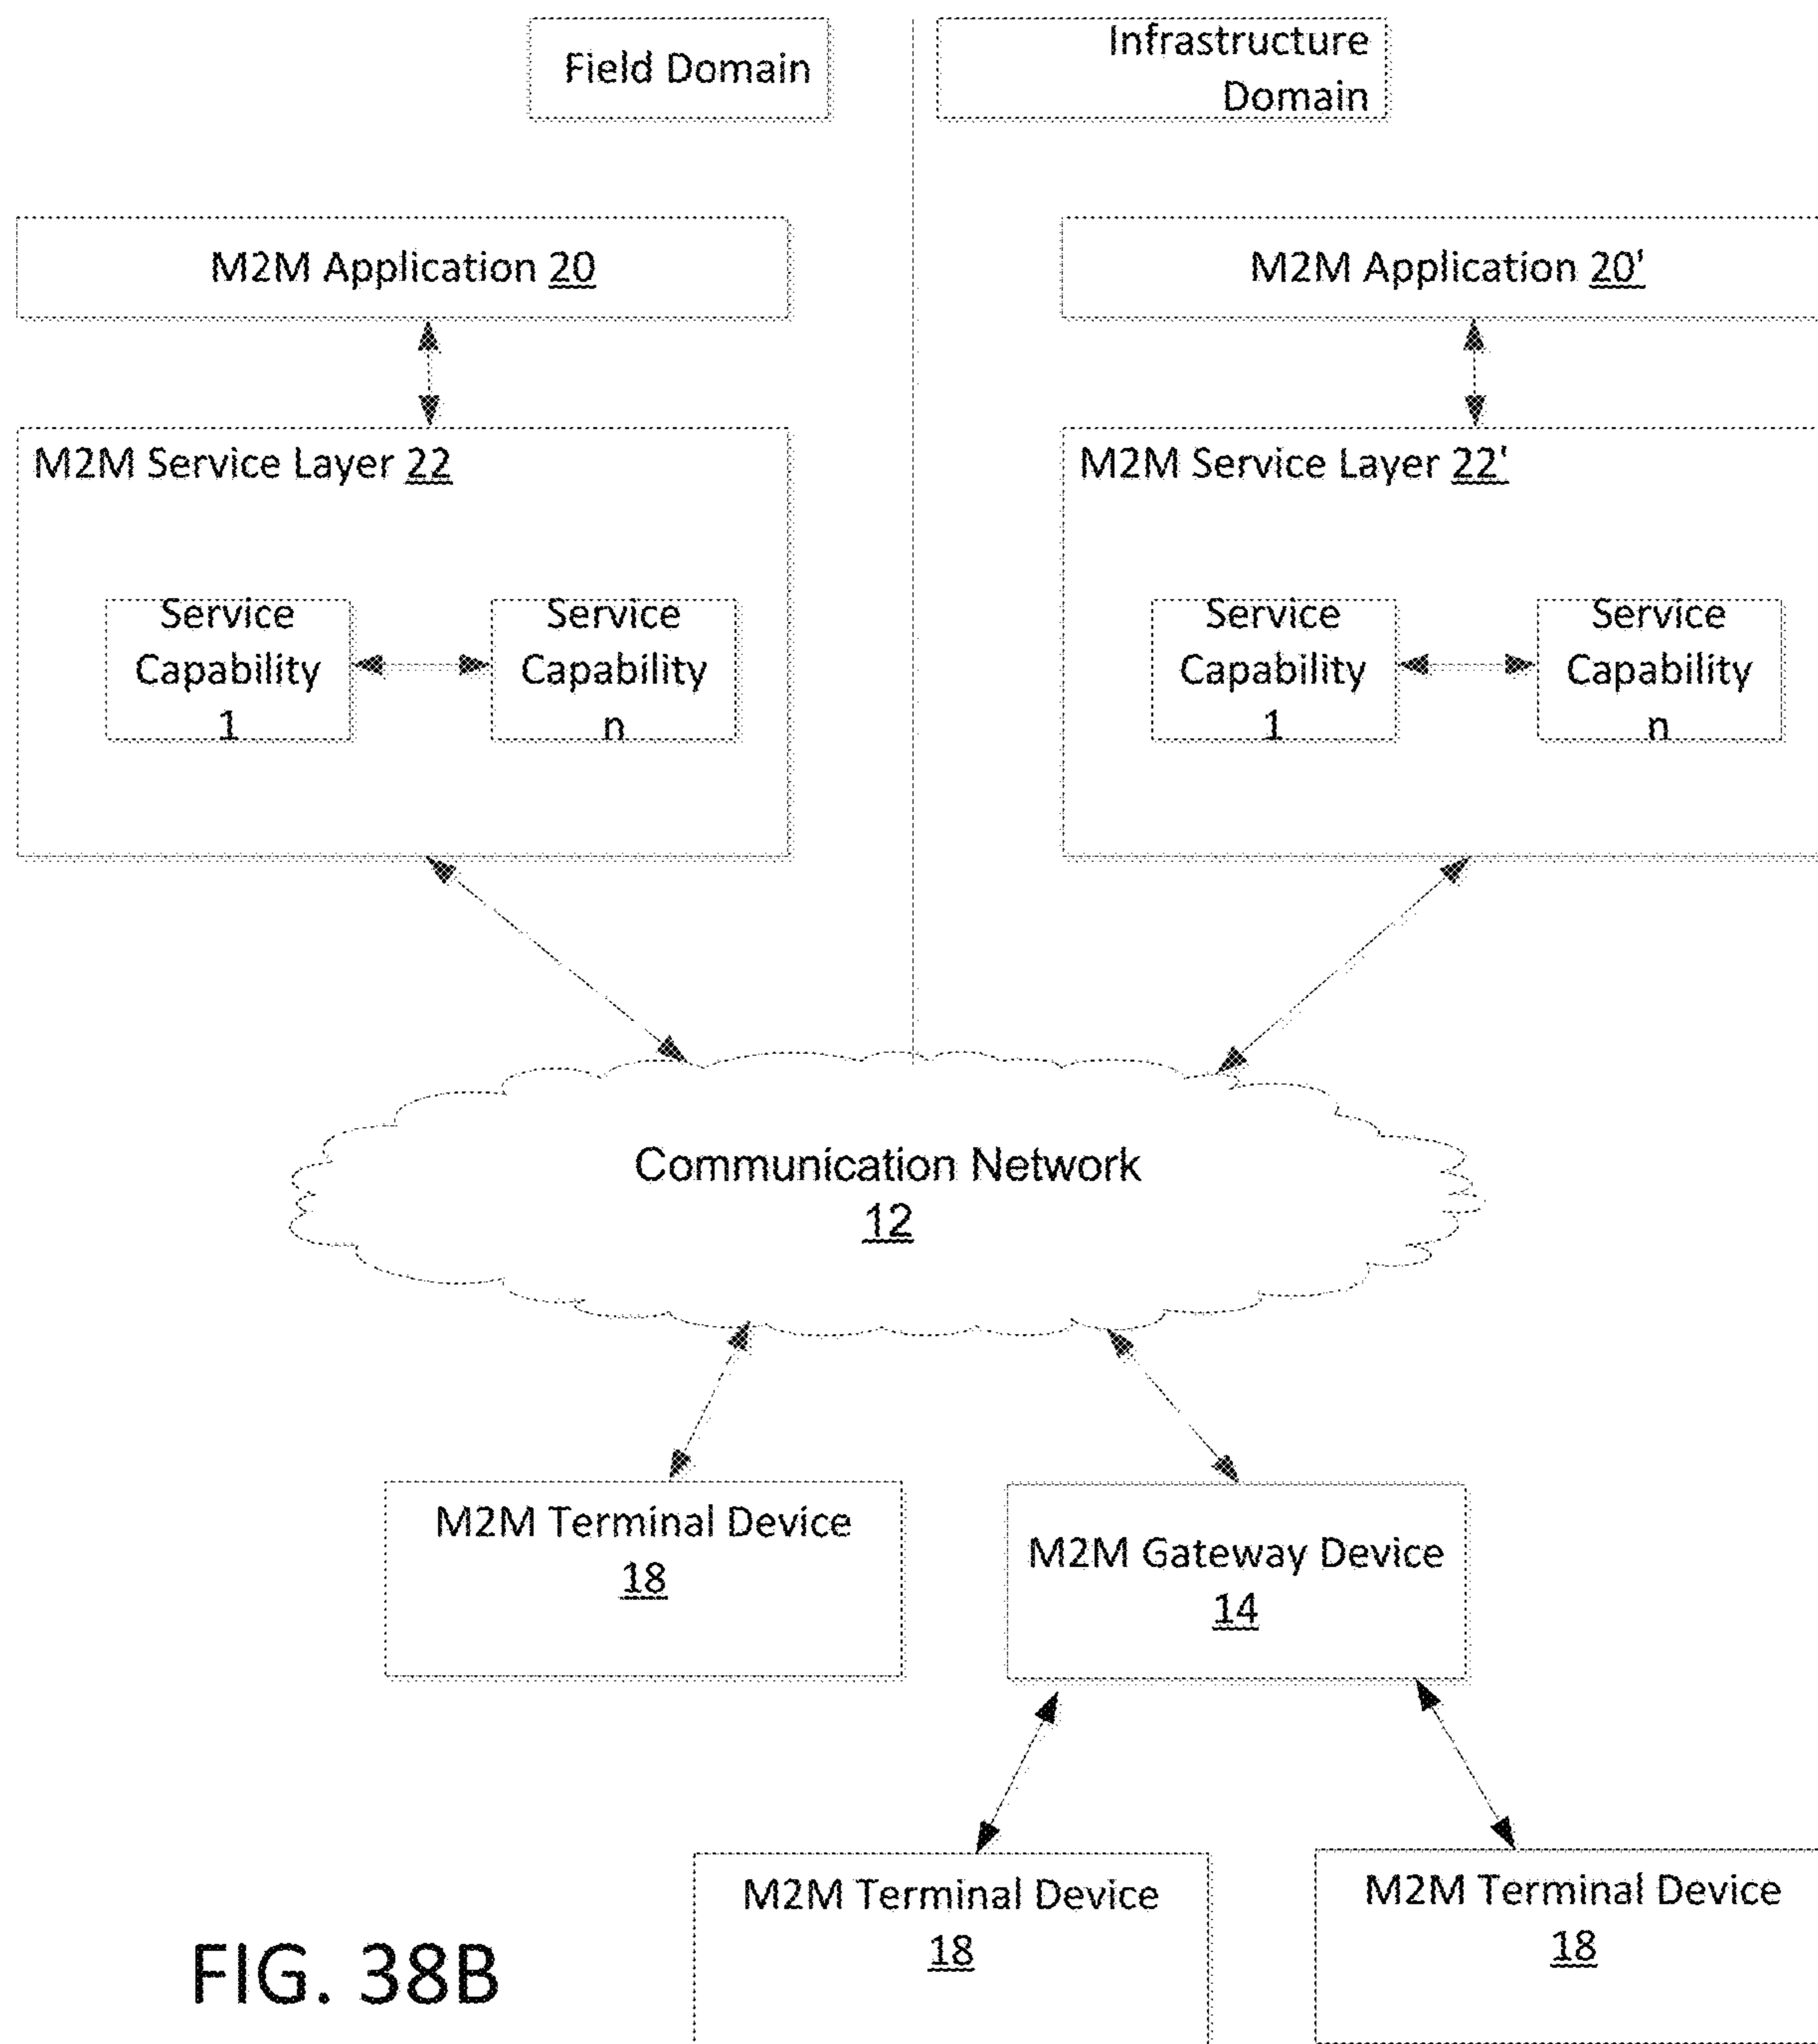 Field Domain
Infrastructure
Domain
M2M Application 20
M2M Application 20'
M2M Service Layer 22
M2M Service Layer 22'
Service
Capability
1
Service
Capability
n
Service
Capability
1
Service
Capability
n
Communication Network
12
M2M Terminal Device
18
M2M Gateway Device
14
M2M Terminal Device
18
M2M Terminal Device
18
FIG. 38B